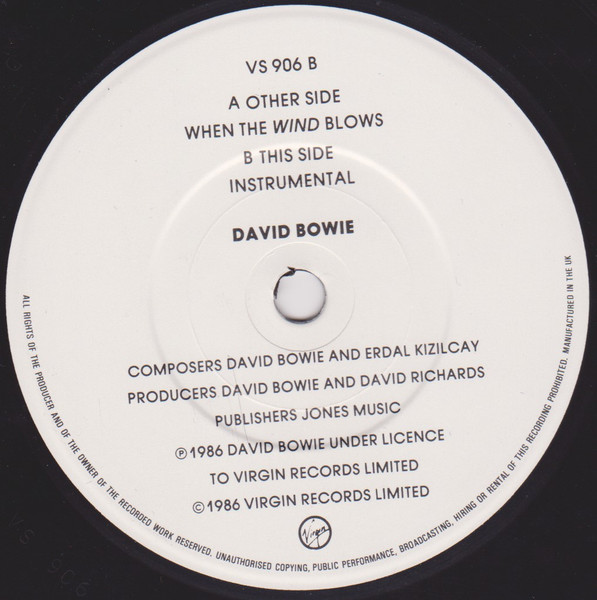 VS 906 B
A OTHER SIDE
WHEN THE WIND BLOWS
B THIS SIDE
INSTRUMENTAL
DAVID BOWIE
COMPOSERS DAVID BOWIE AND ERDAL KIZILCAY
PRODUCERS DAVID BOWIE AND DAVID RICHARDS
PUBLISHERS JONES MUSIC
℗ 1986 DAVID BOWIE UNDER LICENCE
TO VIRGIN RECORDS LIMITED
© 1986 VIRGIN RECORDS LIMITED
Virgin
ALL RIGHTS OF THE PRODUCER AND OF THE OWNER OF THE RECORDED WORK RESERVED. UNAUTHORISED COPYING, PUBLIC PERFORMANCE, BROADCASTING, HIRING OR RENTAL OF THIS RECORDING PROHIBITED. MANUFACTURED IN THE UK
VS 906